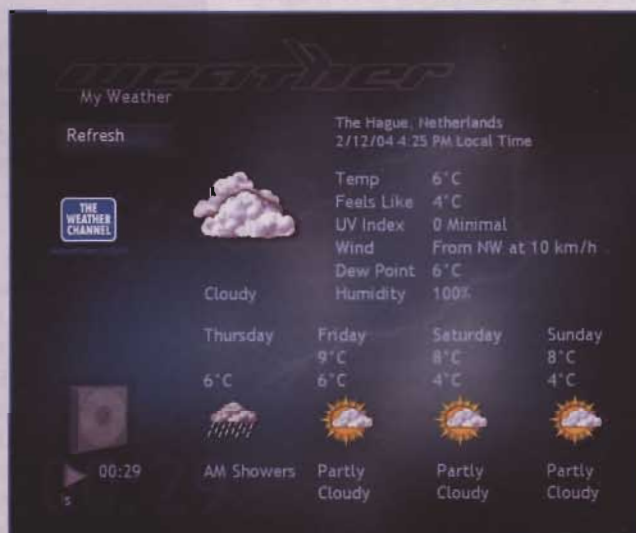 weather
My Weather
Refresh
The Hague, Netherlands
2/12/04 4:25 PM Local Time
THE
WEATHER
CHANNEL
Temp 6°C
Feels Like 4°C
UV Index 0 Minimal
Wind From NW at 10 km/h
Dew Point 6°C
Humidity 100%
Cloudy
Thursday Friday Saturday Sunday
9°C 8°C 8°C
6°C 6°C 4°C 4°C
00:29
AM Showers Partly Partly Partly
Cloudy Cloudy Cloudy
's